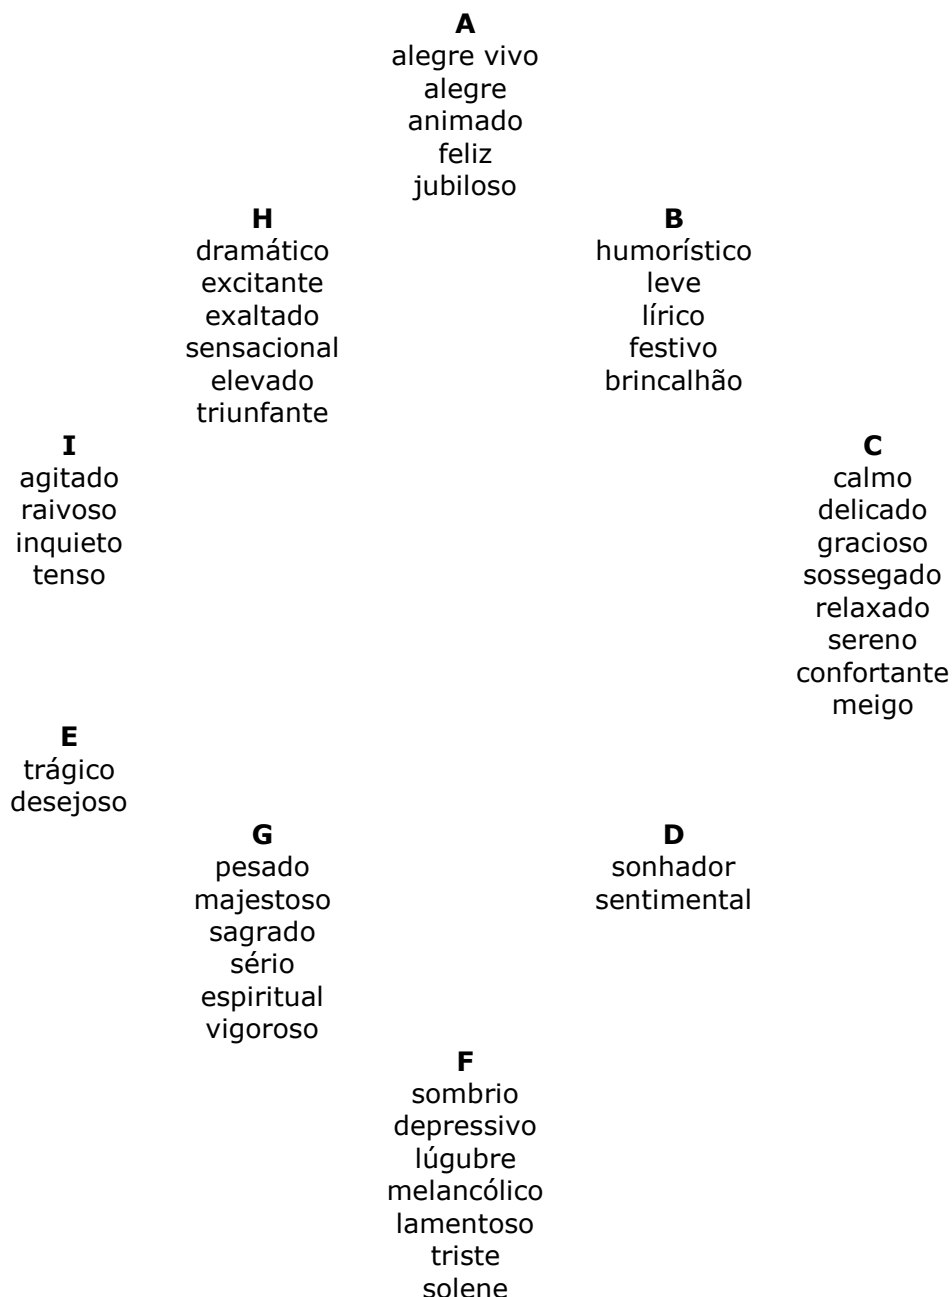 A
alegre vivo
alegre
animado
feliz
jubiloso
H
dramático
excitante
exaltado
sensacional
elevado
triunfante
B
humorístico
leve
lírico
festivo
brincalhão
I
agitado
raivoso
inquieto
tenso
C
calmo
delicado
gracioso
sossegado
relaxado
sereno
confortante
meigo
E
trágico
desejoso
G
pesado
majestoso
sagrado
sério
espiritual
vigoroso
D
sonhador
sentimental
F
sombrio
depressivo
lúgubre
melancólico
lamentoso
triste
solene